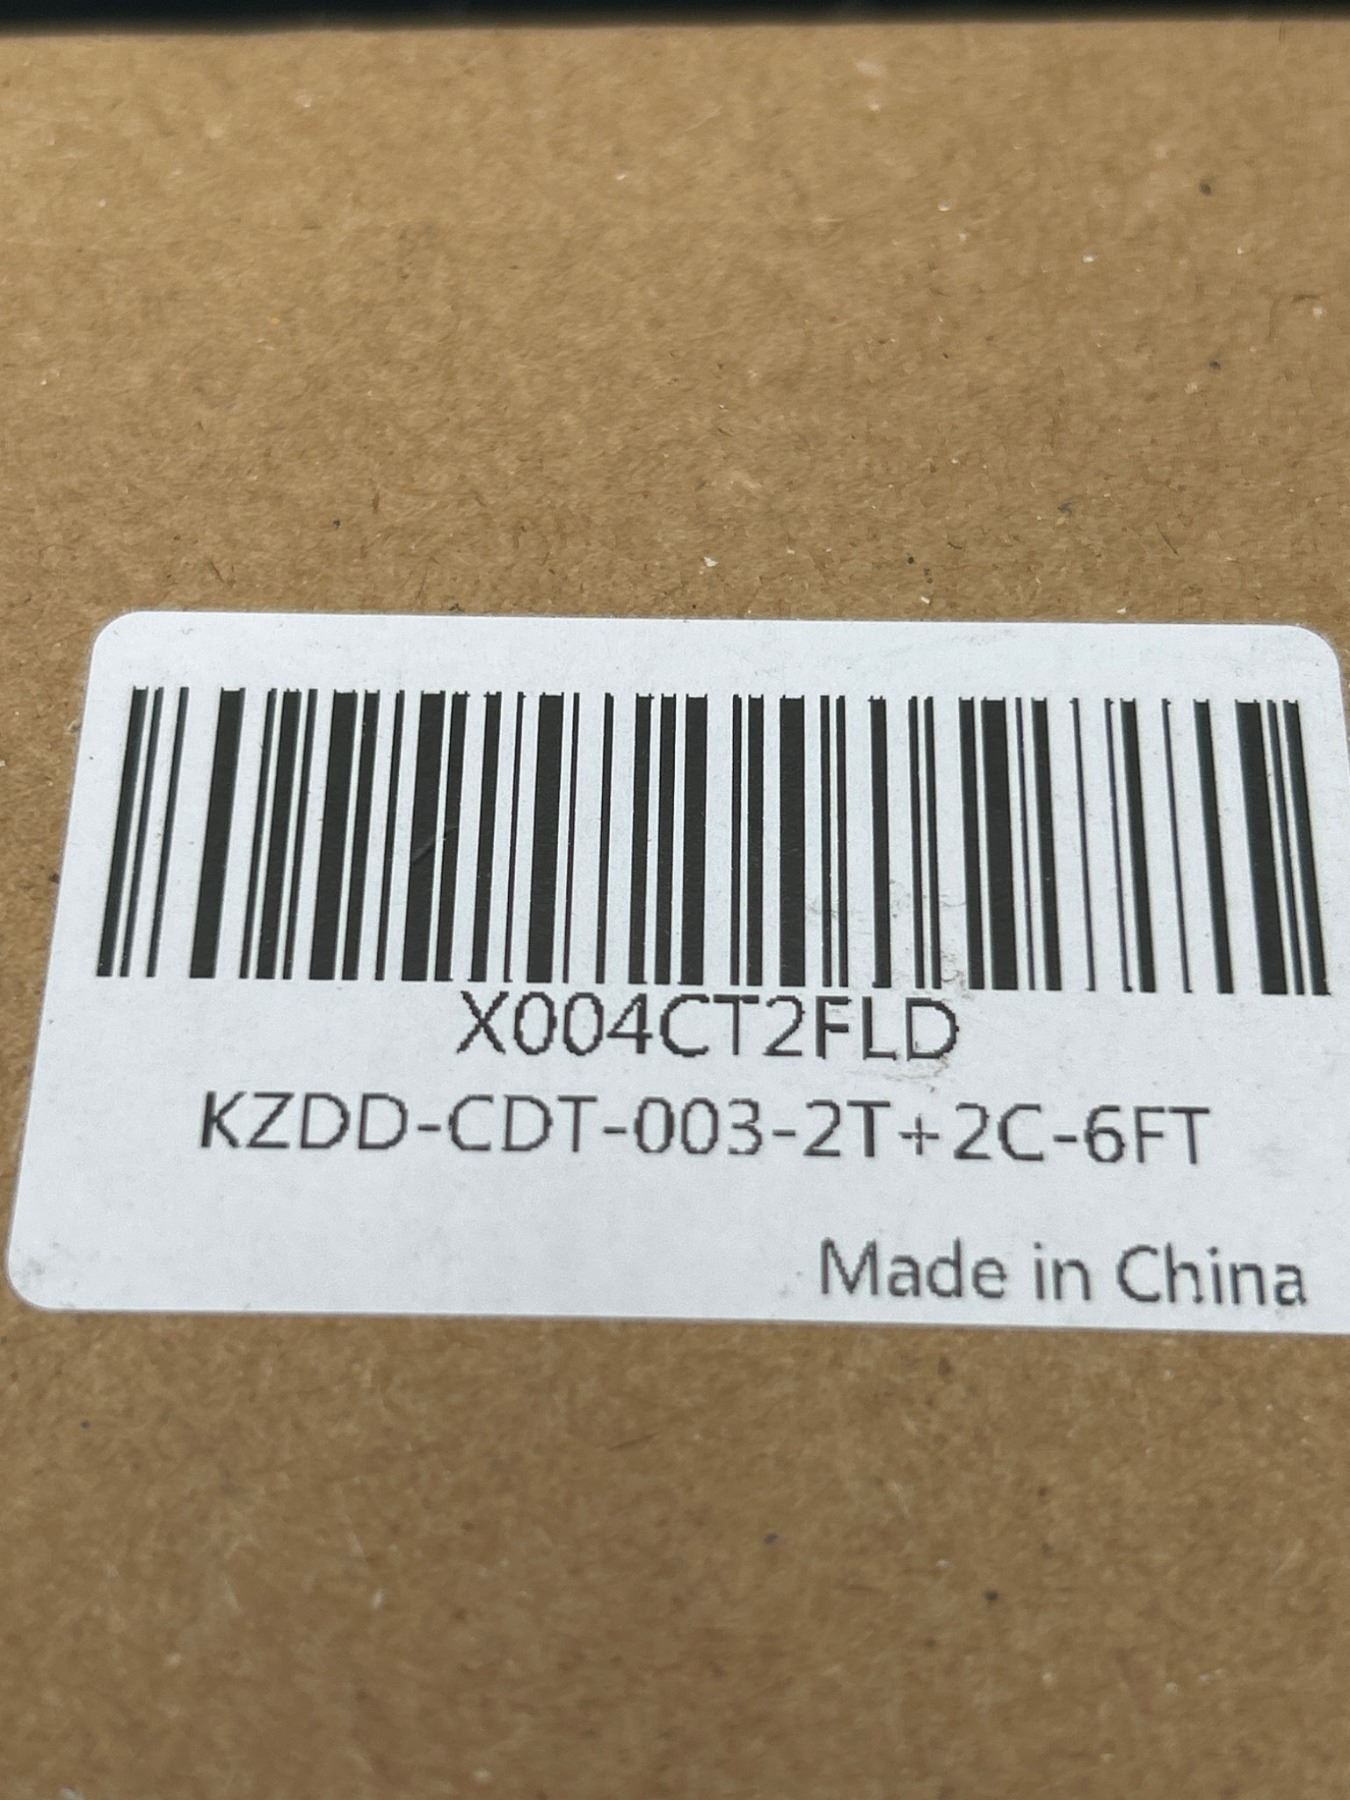 X004CT2FLD
KZDD-CDT-003-2T+2C-6FT
Made in China